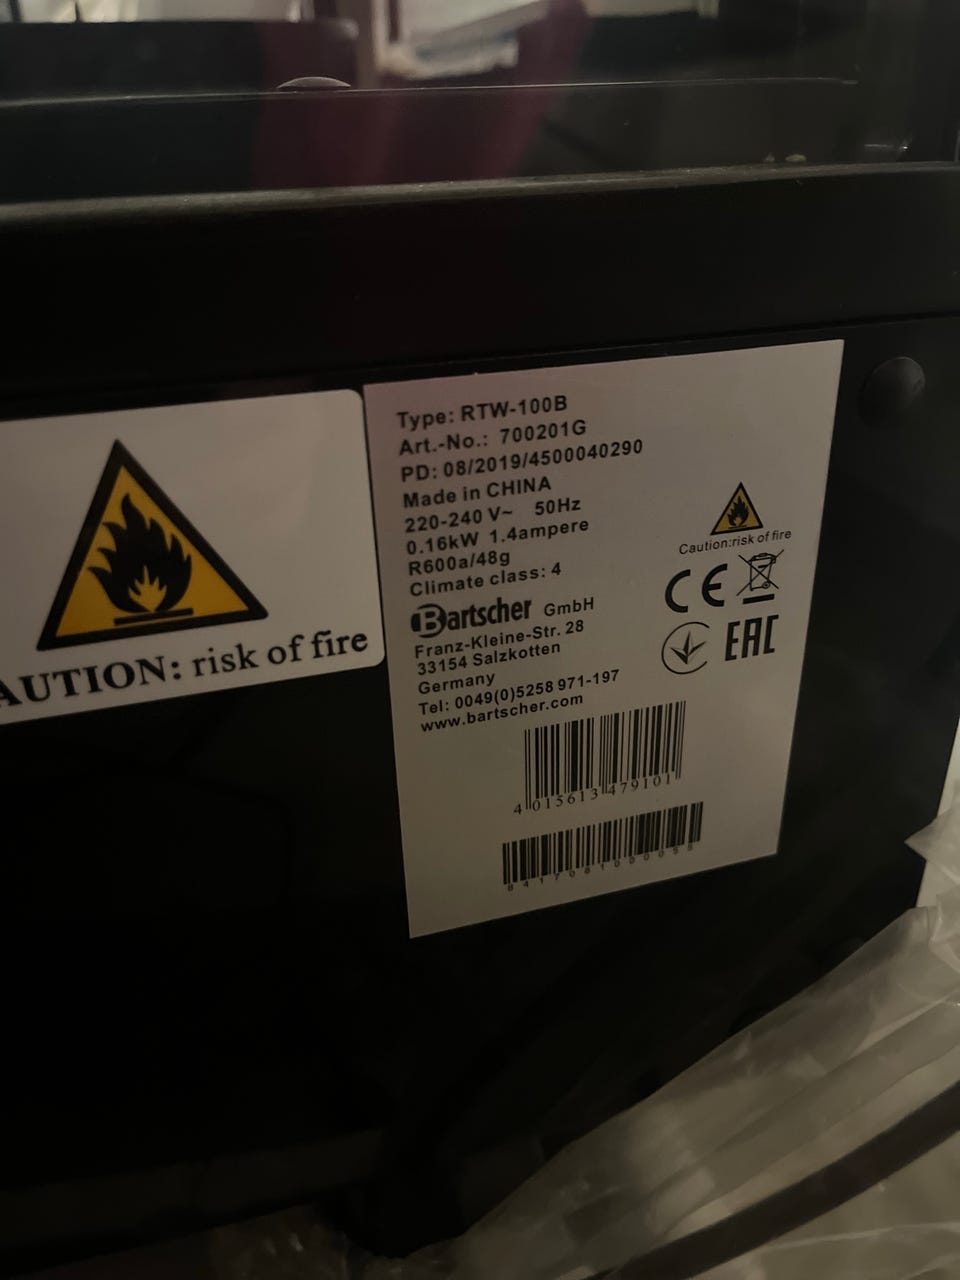 AUTION: risk of fire
Type: RTW-100B
Art.-No.: 700201G
PD: 08/2019/4500040290
Made in CHINA
220-240 V~ 50Hz
0.16kW 1.4ampere
R600a/48g
Climate class: 4
Bartscher GmbH
Franz-Kleine-Str. 28
33154 Salzkotten
Germany
Tel: 0049(0)5258 971-197
www.bartscher.com
Caution:risk of fire
CE
EAC
4 015613 479101